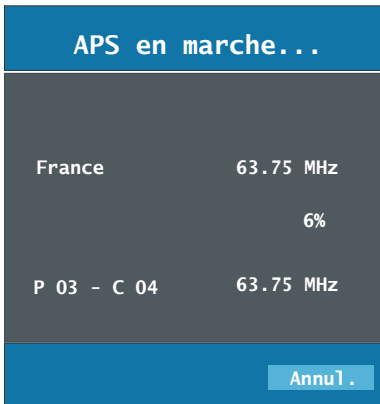 APS en marche...
France 63.75 MHz
6%
P 03 - C 04 63.75 MHz
Annul.